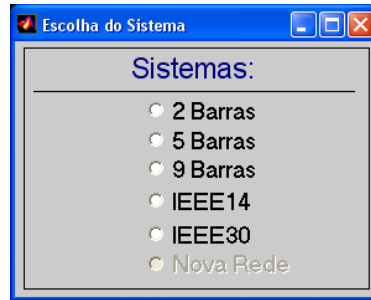 Escolha do Sistema
Sistemas:
2 Barras
5 Barras
9 Barras
IEEE14
IEEE30
Nova Rede